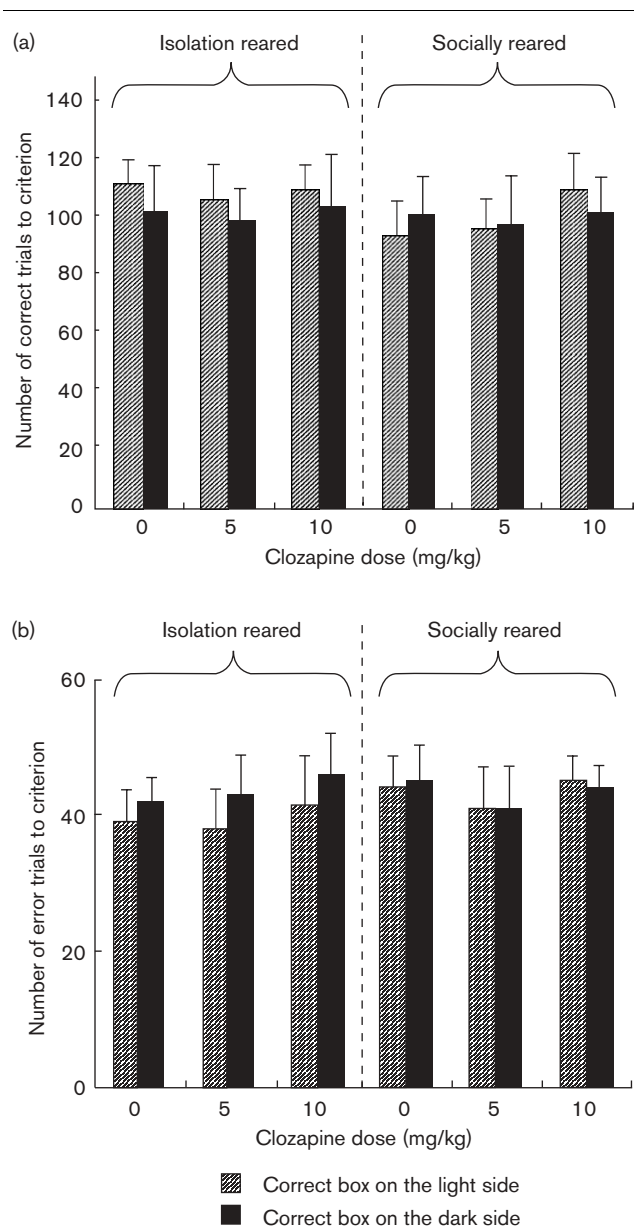 (a)
Isolation reared
Socially reared
140
120
100
80
60
40
20
0
Number of correct trials to criterion
0 5 10 0 5 10
Clozapine dose (mg/kg)
(b)
Isolation reared
Socially reared
60
40
20
0
Number of error trials to criterion
0 5 10 0 5 10
Clozapine dose (mg/kg)
Correct box on the light side
Correct box on the dark side